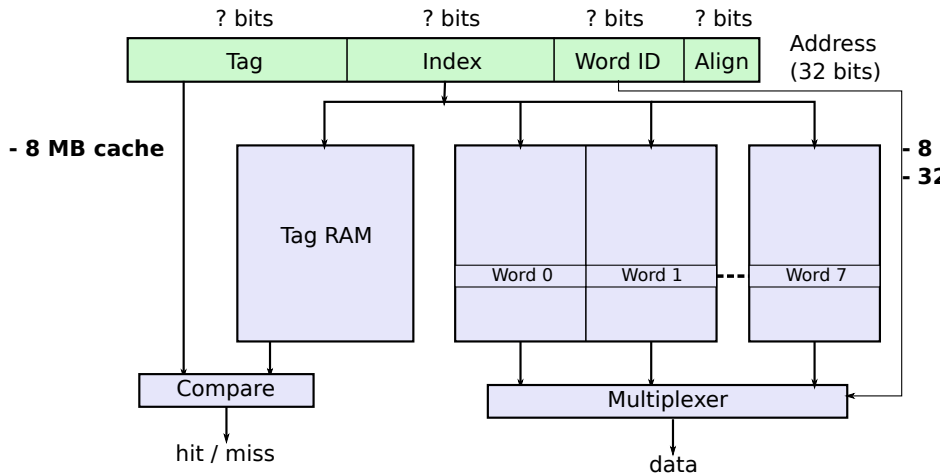 ? bits ? bits ? bits ? bits
Tag Index Word ID Align
Address
(32 bits)
- 8 MB cache
- 8
- 32
Tag RAM
Word 0 Word 1 Word 7
Compare
Multiplexer
hit / miss
data